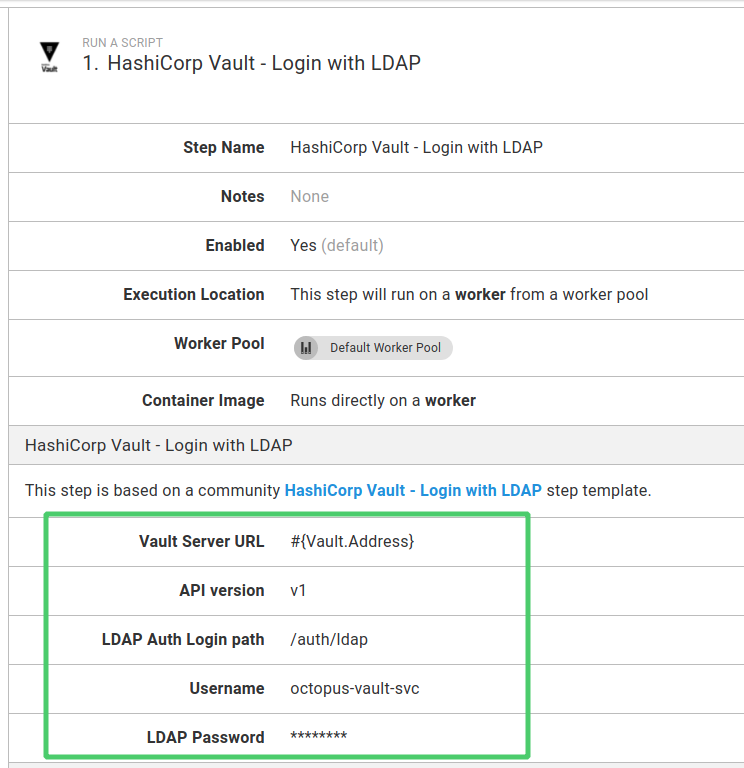 RUN A SCRIPT
Vault
1. HashiCorp Vault - Login with LDAP
Step Name HashiCorp Vault - Login with LDAP
Notes None
Enabled Yes (default)
Execution Location This step will run on a worker from a worker pool
Worker Pool Default Worker Pool
Container Image Runs directly on a worker
HashiCorp Vault - Login with LDAP
This step is based on a community HashiCorp Vault - Login with LDAP step template.
Vault Server URL #{Vault.Address}
API version v1
LDAP Auth Login path /auth/ldap
Username octopus-vault-svc
LDAP Password ********